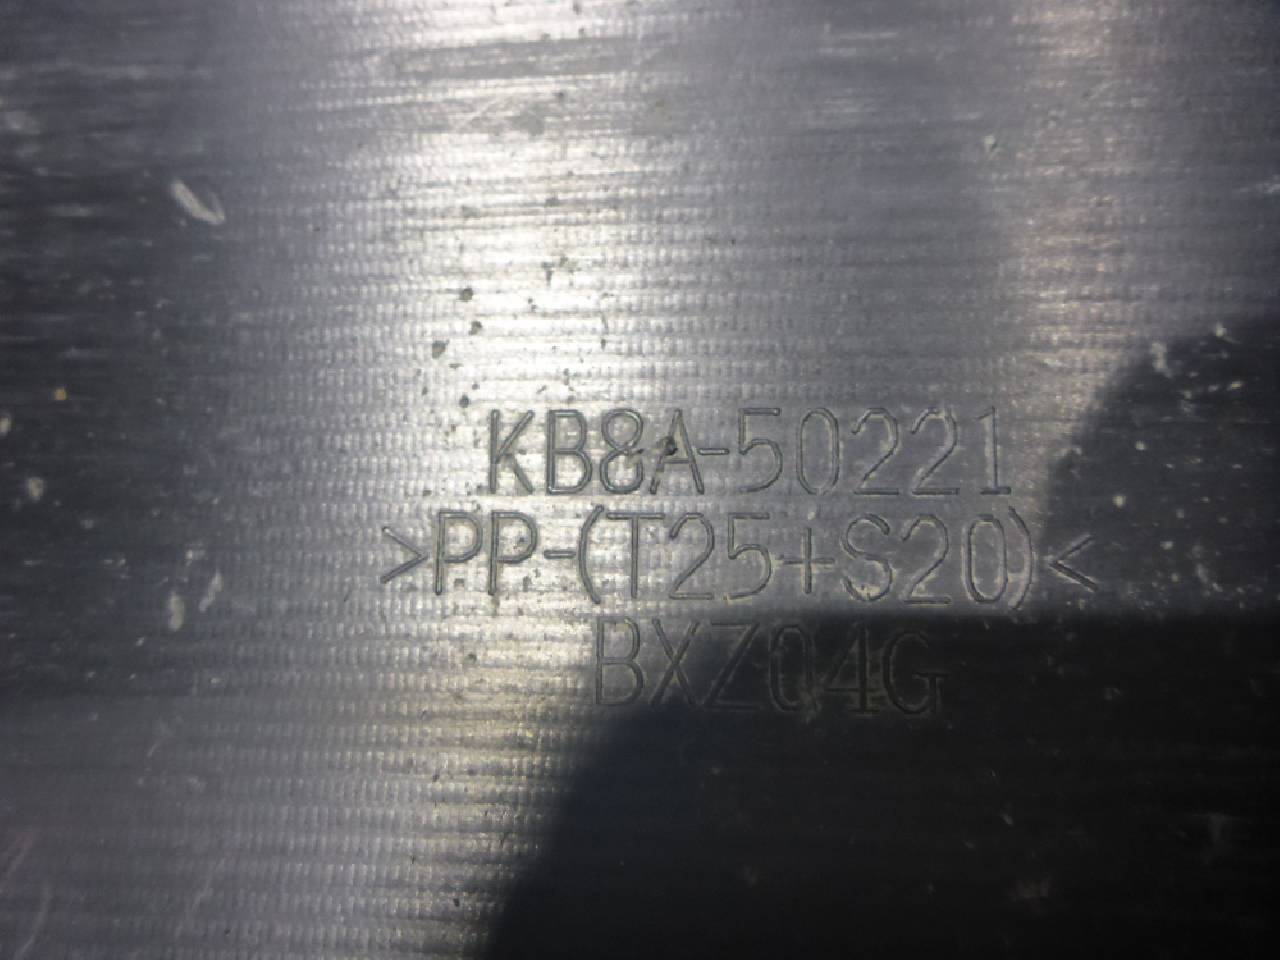 KB8A-50221
>PP-(T25+S20)<
BXZ04G